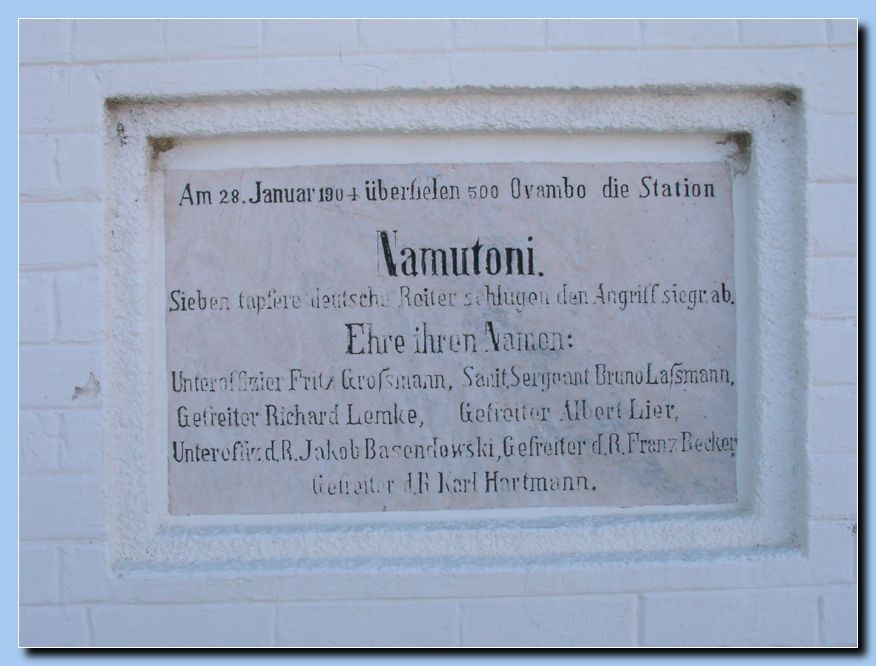 Am 28. Januar 1904 überfielen 500 Ovambo die Station
Namutoni.
Sieben tapfere deutsche Reiter schlugen den Angriff siegr. ab.
Ehre ihren Namen:
Unteroffizier Fritz Großmann, Sanit. Sergeant Bruno Laßmann,
Gefreiter Richard Lemke, Gefreiter Albert Lier,
Unteroffiz. d. R. Jakob Basendowski, Gefreiter d. R. Franz Becker,
Gefreiter d. R Karl Hartmann.